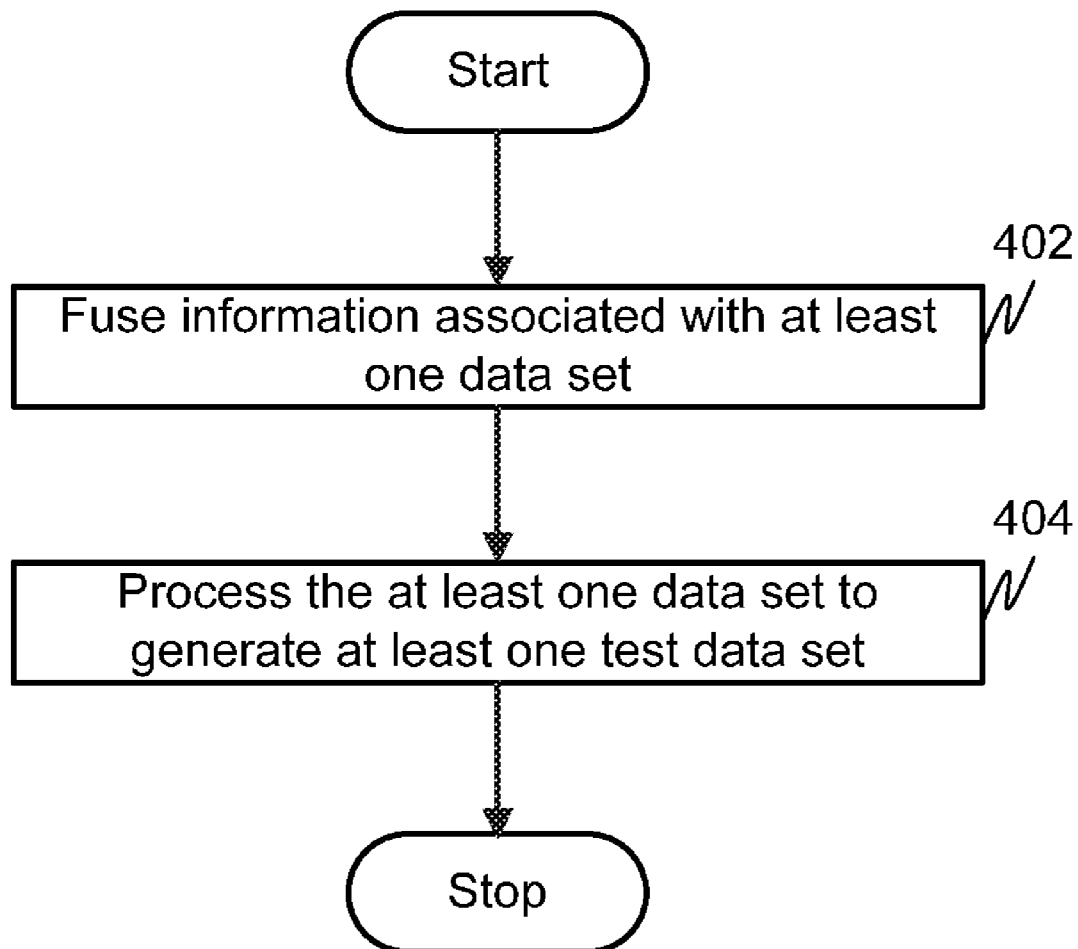 Start
402
Fuse information associated with at least
one data set
404
Process the at least one data set to
generate at least one test data set
Stop